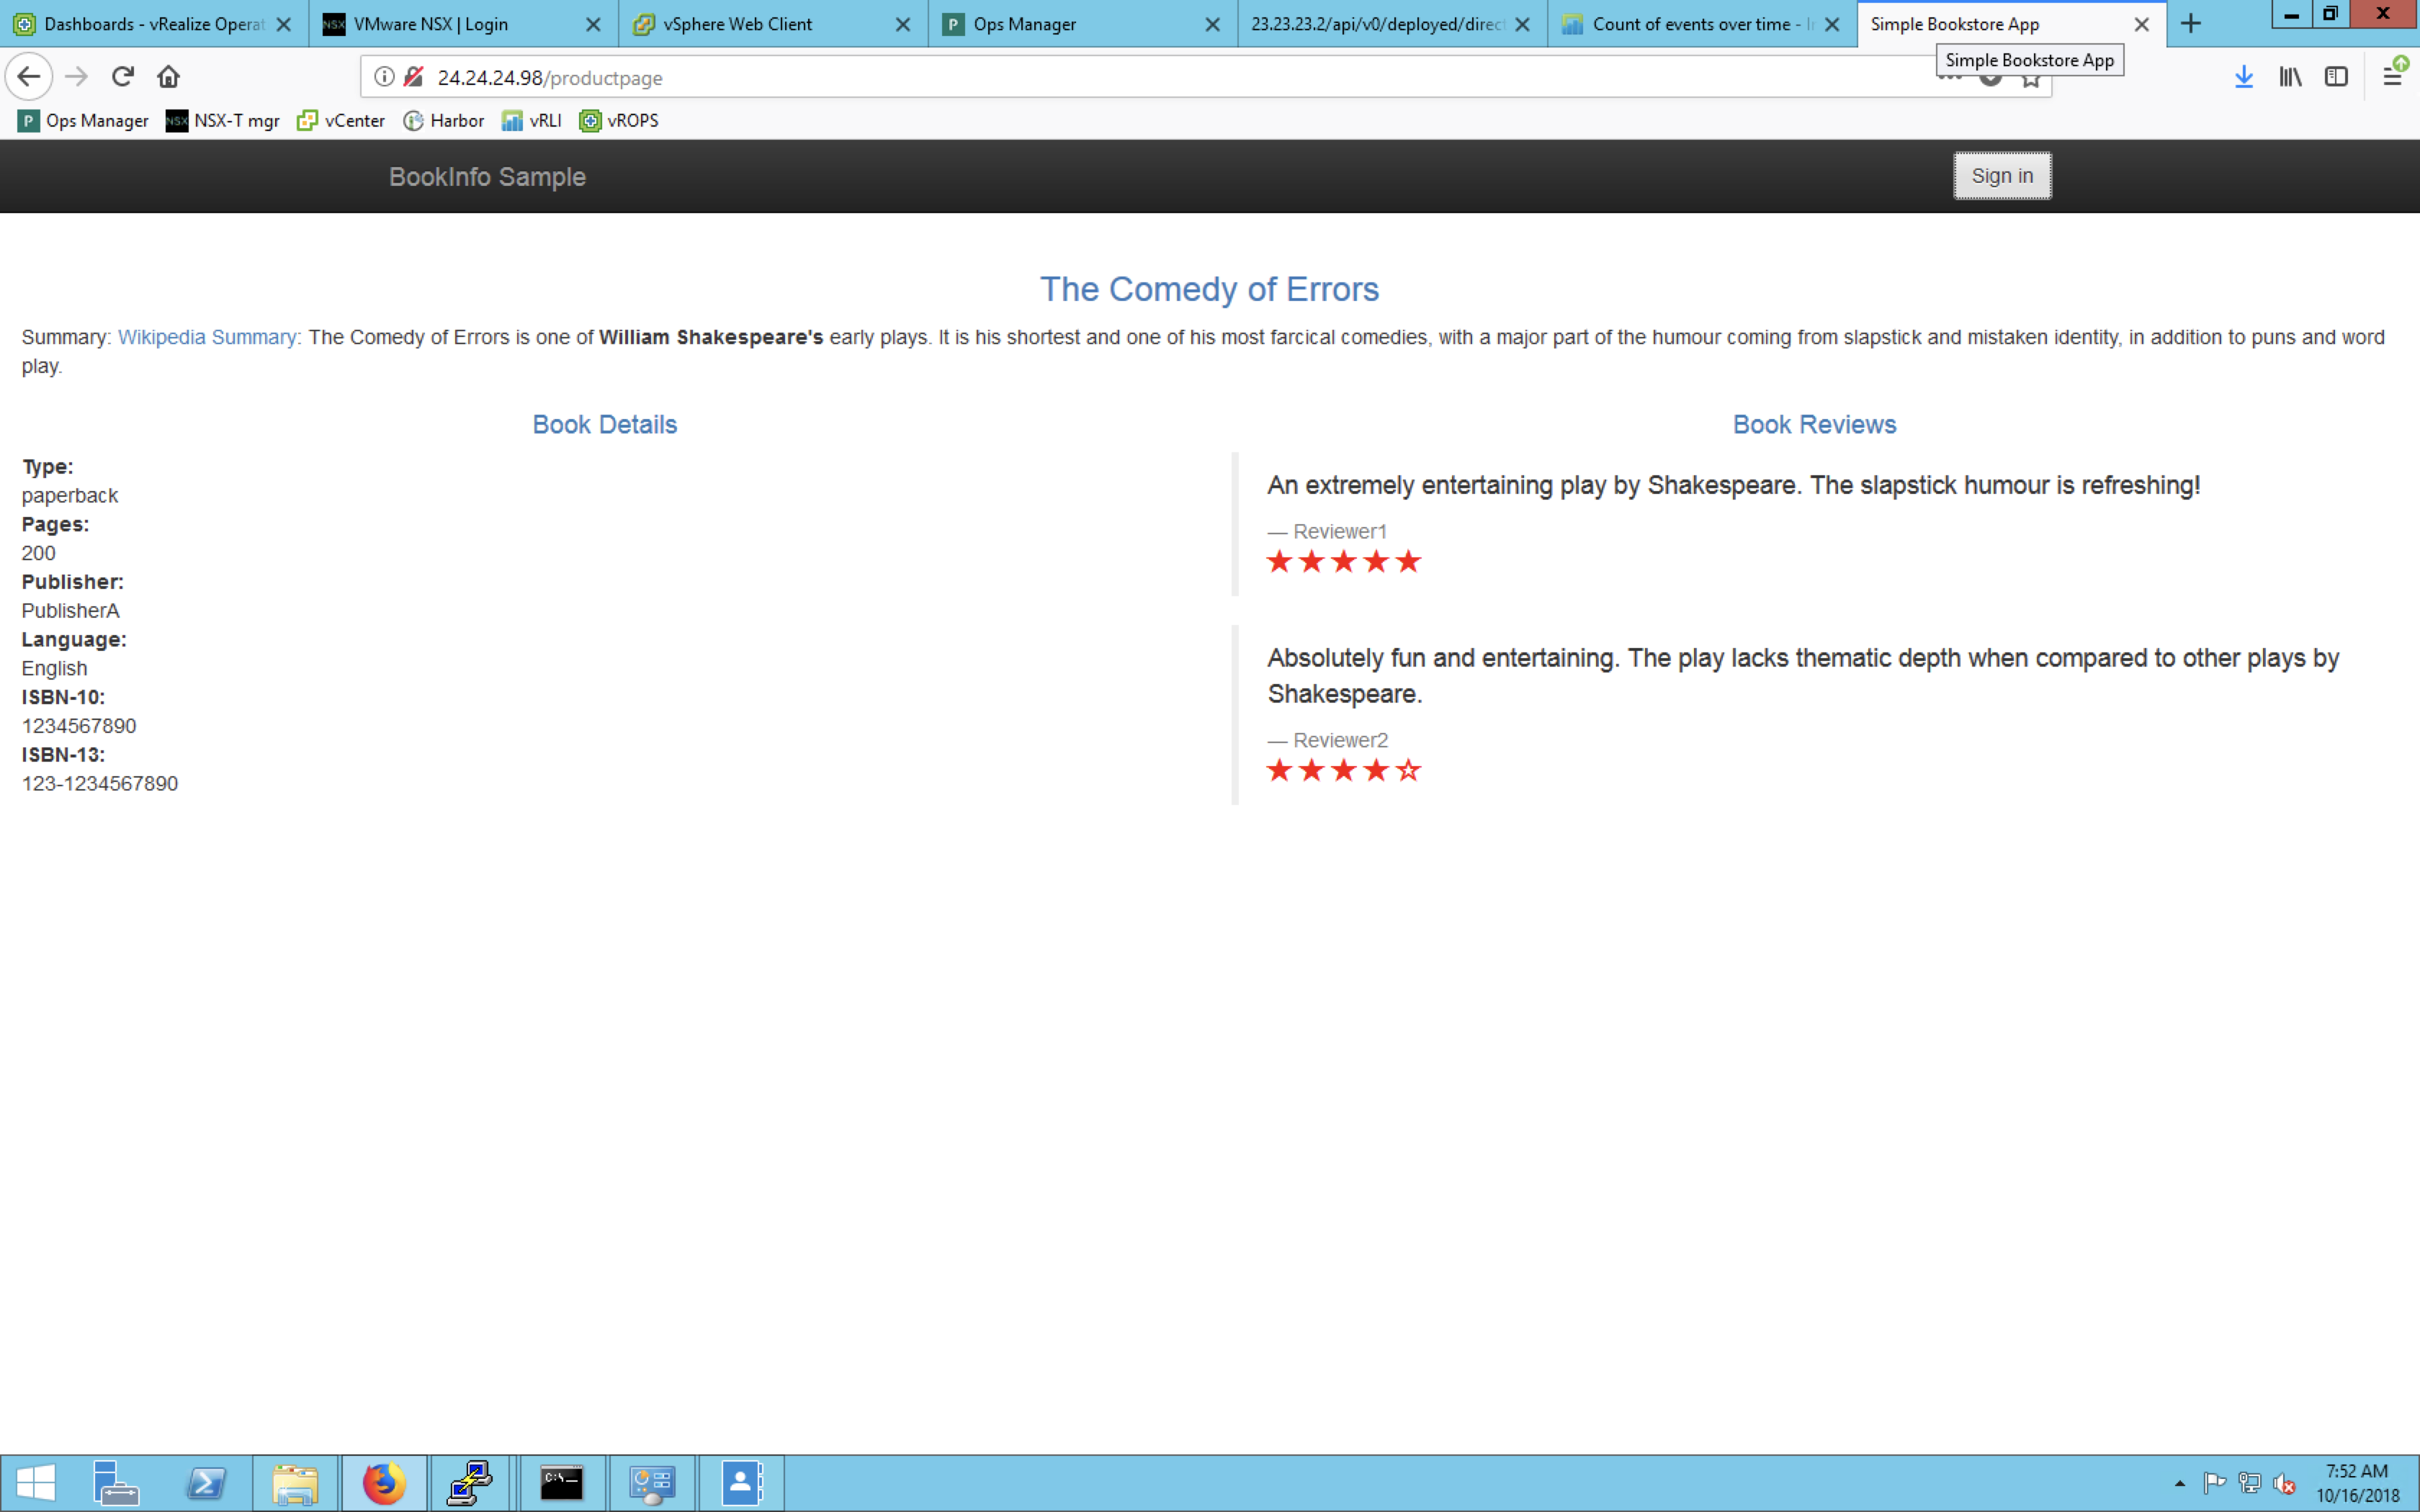 Dashboards - vRealize Operat
VMware NSX | Login
vSphere Web Client
Ops Manager
23.23.23.2/api/v0/deployed/direc
Count of events over time - I
Simple Bookstore App
Simple Bookstore App
24.24.24.98/productpage
P Ops Manager
NSX NSX-T mgr
vCenter
Harbor
vRLI
vROPS
BookInfo Sample
Sign in
The Comedy of Errors
Summary: Wikipedia Summary: The Comedy of Errors is one of William Shakespeare's early plays. It is his shortest and one of his most farcical comedies, with a major part of the humour coming from slapstick and mistaken identity, in addition to puns and word
play.
Book Details
Type:
paperback
Pages:
200
Publisher:
PublisherA
Language:
English
ISBN-10:
1234567890
ISBN-13:
123-1234567890
Book Reviews
An extremely entertaining play by Shakespeare. The slapstick humour is refreshing!
— Reviewer1
Absolutely fun and entertaining. The play lacks thematic depth when compared to other plays by
Shakespeare.
— Reviewer2
7:52 AM
10/16/2018